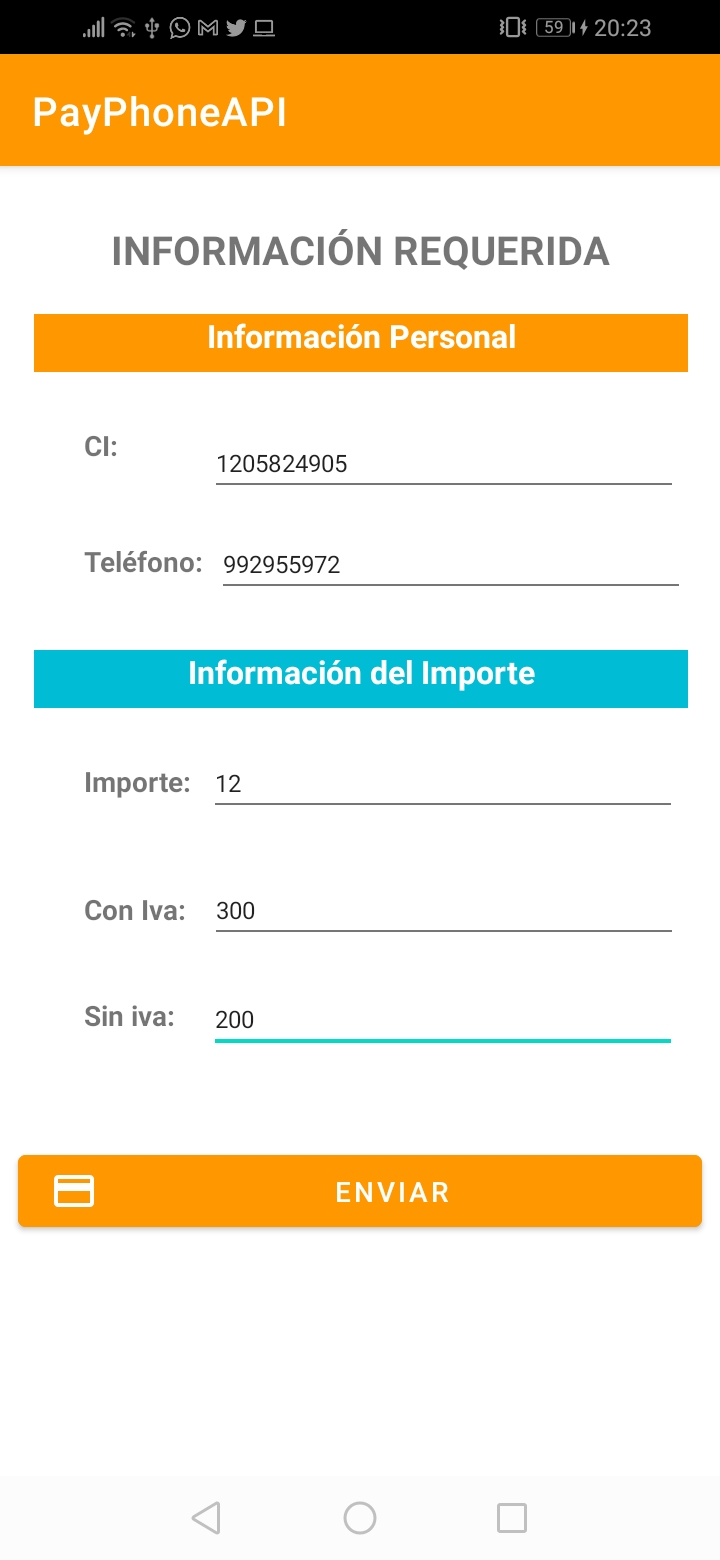 59 20:23
PayPhoneAPI
INFORMACIÓN REQUERIDA
Información Personal
CI: 1205824905
Teléfono: 992955972
Información del Importe
Importe: 12
Con Iva: 300
Sin iva: 200
ENVIAR